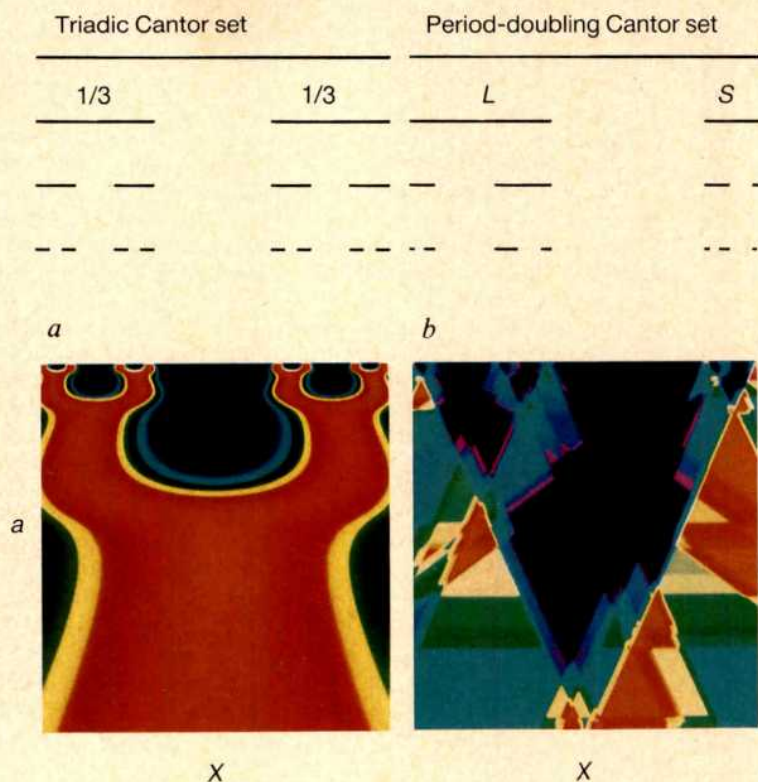 Triadic Cantor set
Period-doubling Cantor set
1/3 1/3
L S
a
b
a
X
X